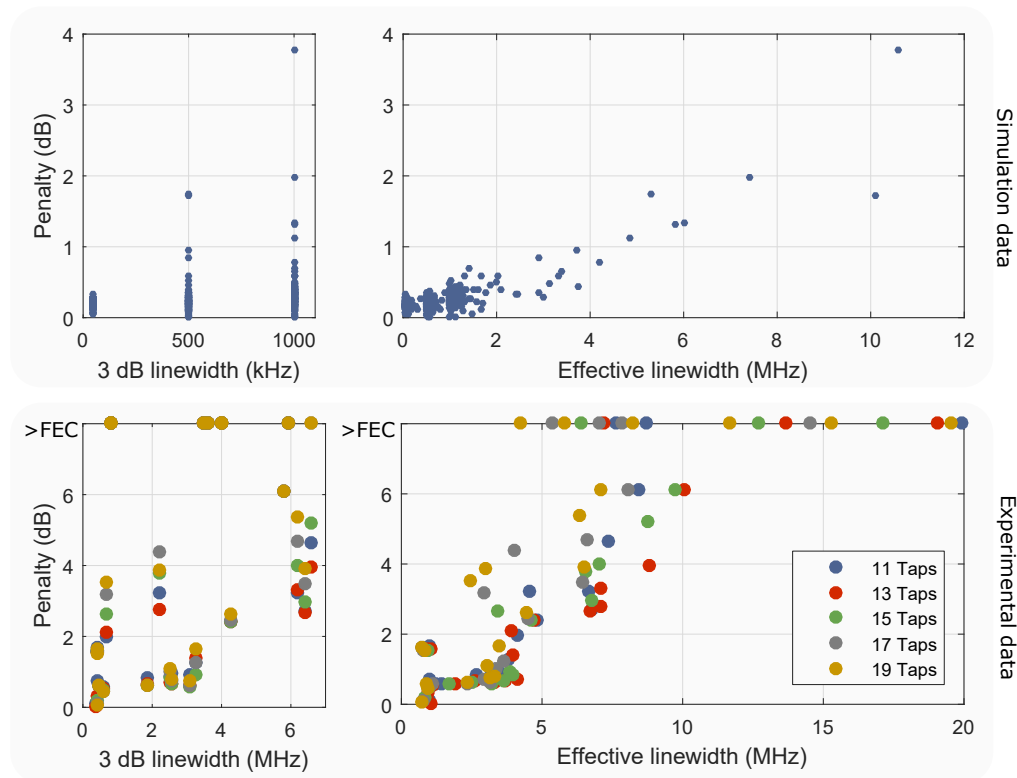 4
3
2
1
0
Penalty (dB)
0
500
1000
3 dB linewidth (kHz)
4
3
2
1
0
0
2
4
6
8
10
12
Effective linewidth (MHz)
Simulation data
>FEC
6
4
2
0
Penalty (dB)
0
2
4
6
3 dB linewidth (MHz)
>FEC
6
4
2
0
0
5
10
15
20
Effective linewidth (MHz)
11 Taps
13 Taps
15 Taps
17 Taps
19 Taps
Experimental data